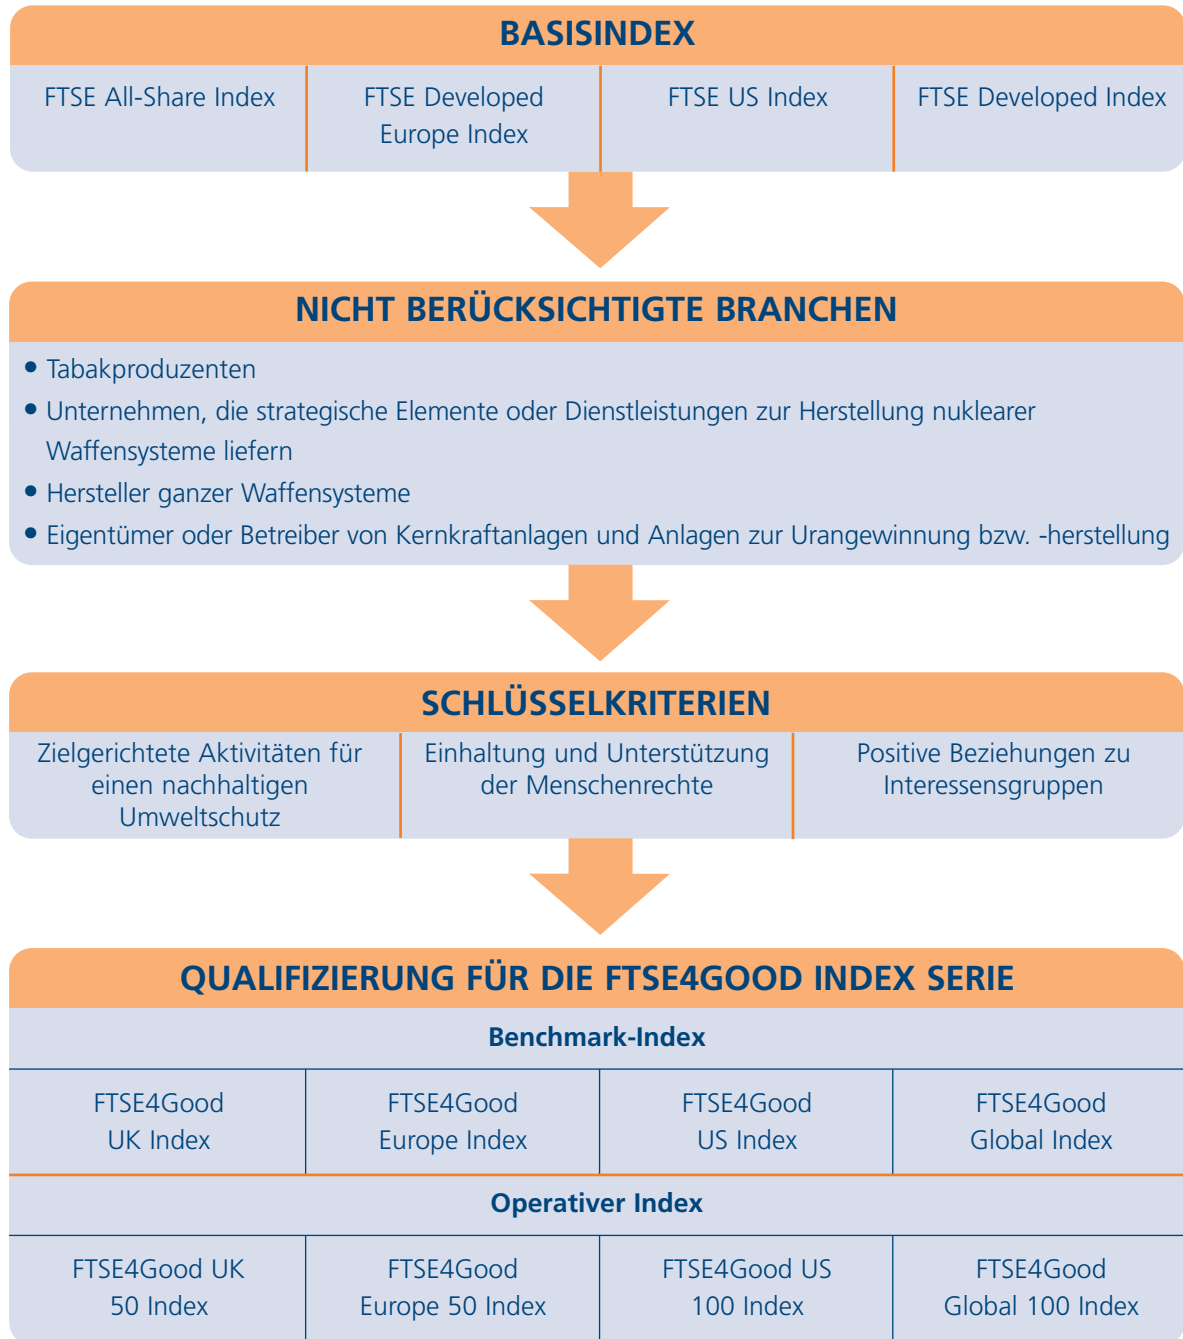 BASISINDEX
FTSE All-Share Index
FTSE Developed
Europe Index
FTSE US Index
FTSE Developed Index
NICHT BERÜCKSICHTIGTE BRANCHEN
• Tabakproduzenten
• Unternehmen, die strategische Elemente oder Dienstleistungen zur Herstellung nuklearer
Waffensysteme liefern
• Hersteller ganzer Waffensysteme
• Eigentümer oder Betreiber von Kernkraftanlagen und Anlagen zur Urangewinnung bzw. -herstellung
SCHLÜSSELKRITERIEN
Zielgerichtete Aktivitäten für
einen nachhaltigen
Umweltschutz
Einhaltung und Unterstützung
der Menschenrechte
Positive Beziehungen zu
Interessensgruppen
QUALIFIZIERUNG FÜR DIE FTSE4GOOD INDEX SERIE
Benchmark-Index
FTSE4Good
UK Index
FTSE4Good
Europe Index
FTSE4Good
US Index
FTSE4Good
Global Index
Operativer Index
FTSE4Good UK
50 Index
FTSE4Good
Europe 50 Index
FTSE4Good US
100 Index
FTSE4Good
Global 100 Index